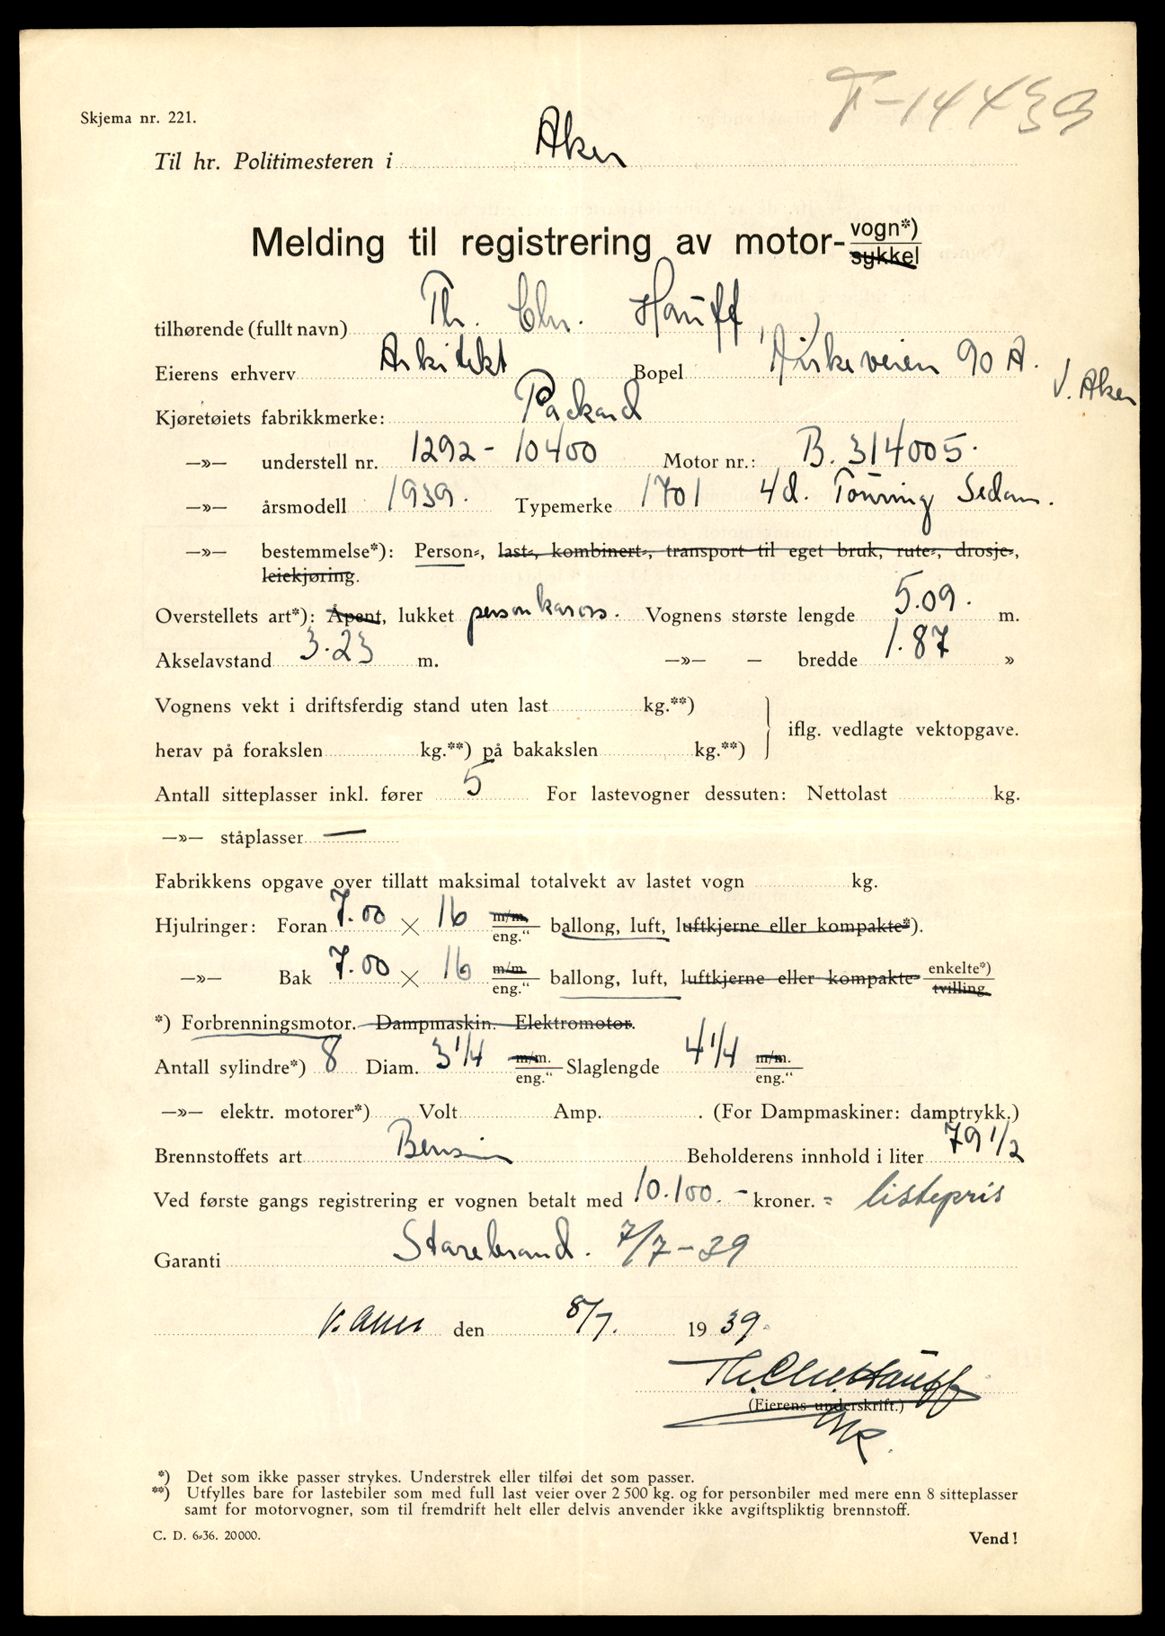 F-14439
Skjema nr. 221.
Til hr. Politimesteren i Aker
Melding til registrering av motor-vogn*)
sykkel
tilhørende (fullt navn) Th. Chr. Hauff,
Eierens erhverv Arkitekt Bopel Kirkeveien 90 A.
V. Aker
Kjøretøiets fabrikkmerke: Packard
—»— understell nr. 1292-10400 Motor nr.: B. 314005.
—»— årsmodell 1939. Typemerke 1701 4d. Touring Sedan.
—»— bestemmelse*): Person-, last-, kombinert-, transport til eget bruk, rute-, drosje-,
leiekjøring.
Overstellets art*): Åpent, lukket personkaross. Vognens største lengde 5.09. m.
Akselavstand 3.23 m. —»— — bredde 1.87 »
Vognens vekt i driftsferdig stand uten last kg.**)
iflg. vedlagte vektopgave.
herav på forakslen kg.**) på bakakslen kg.**)
Antall sitteplasser inkl. fører 5 For lastevogner dessuten: Nettolast kg.
—»— ståplasser —
Fabrikkens opgave over tillatt maksimal totalvekt av lastet vogn kg.
Hjulringer: Foran 7.00 × 16 m/m. eng." ballong, luft, luftkjerne eller kompakte*).
—»— Bak 7.00 × 16 m/m. eng." ballong, luft, luftkjerne eller kompakte- enkelte*) tvilling.
*) Forbrenningsmotor. Dampmaskin. Elektromotor.
Antall sylindre*) 8 Diam. 3 1/4 m/m. eng." Slaglengde 4 1/4 m/m. eng."
—»— elektr. motorer*) Volt Amp. . (For Dampmaskiner: damptrykk.)
Brennstoffets art Bensin Beholderens innhold i liter 79 1/2
Ved første gangs registrering er vognen betalt med 10.100.- kroner. = listepris
Garanti Storebrand. 7/7-39
V. Aker den 8/7. 19 39.
Th. Chr. Hauff
(Eierens underskrift.)
*) Det som ikke passer strykes. Understrek eller tilføi det som passer.
**) Utfylles bare for lastebiler som med full last veier over 2 500 kg. og for personbiler med mere enn 8 sitteplasser
samt for motorvogner, som til fremdrift helt eller delvis anvender ikke avgiftspliktig brennstoff.
C. D. 6-36. 20000.
Vend!